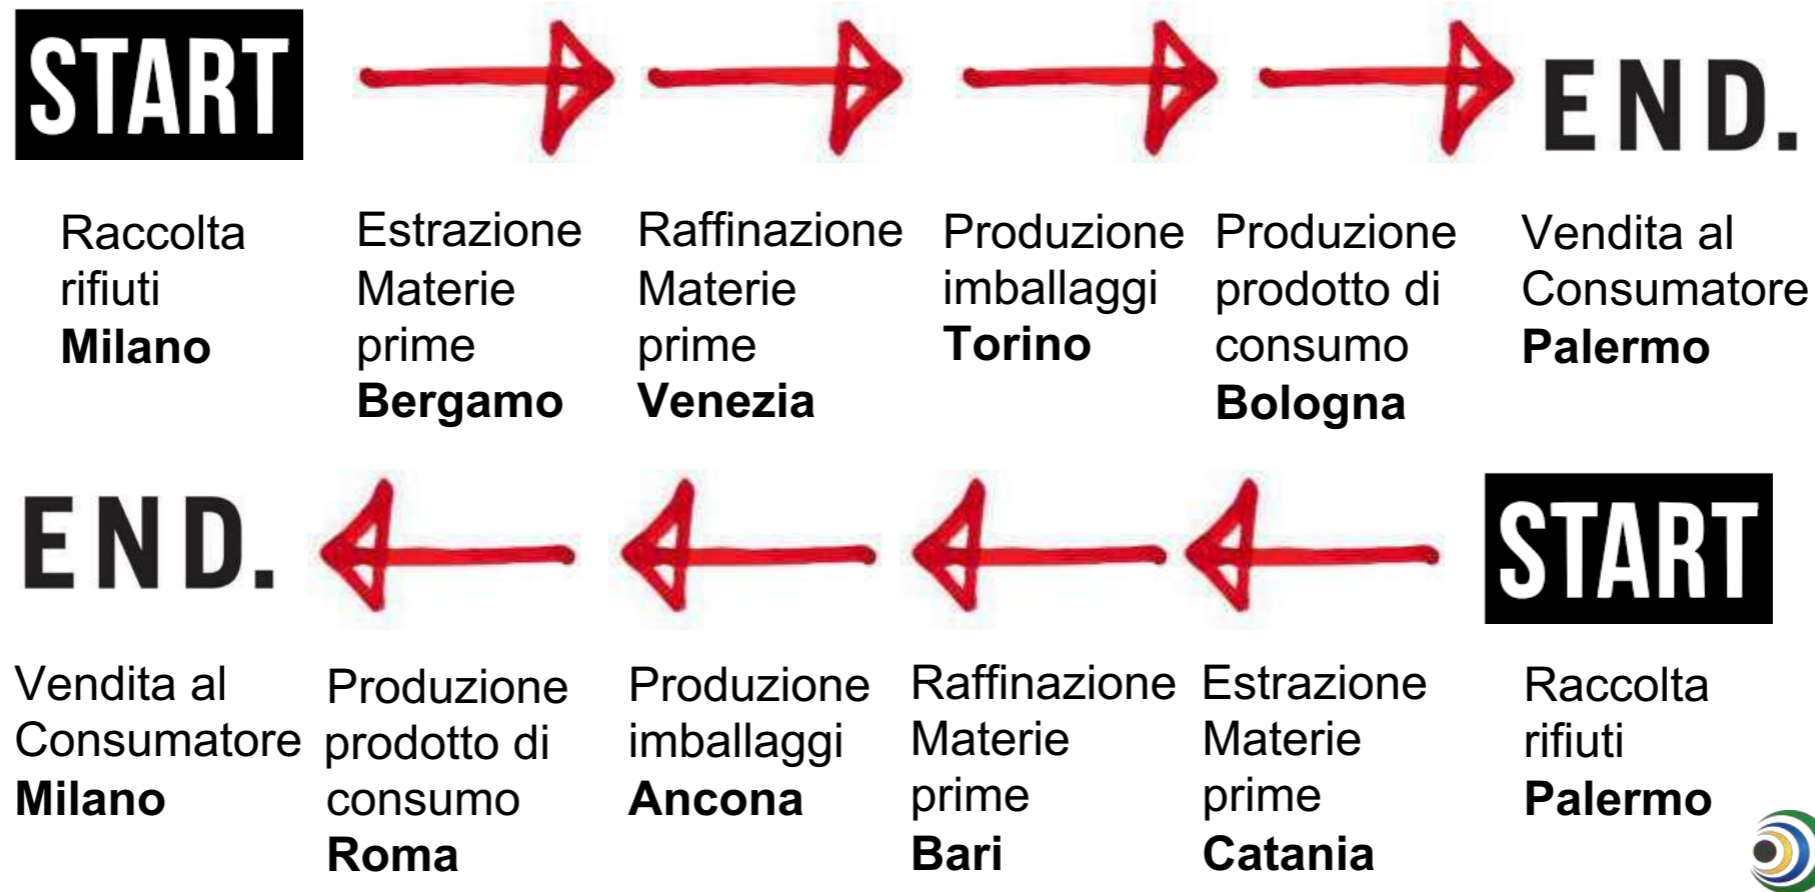 START
END.
Raccolta
rifiuti
Milano
Estrazione
Materie
prime
Bergamo
Raffinazione
Materie
prime
Venezia
Produzione
imballaggi
Torino
Produzione
prodotto di
consumo
Bologna
Vendita al
Consumatore
Palermo
END.
START
Vendita al
Consumatore
Milano
Produzione
prodotto di
consumo
Roma
Produzione
imballaggi
Ancona
Raffinazione
Materie
prime
Bari
Estrazione
Materie
prime
Catania
Raccolta
rifiuti
Palermo